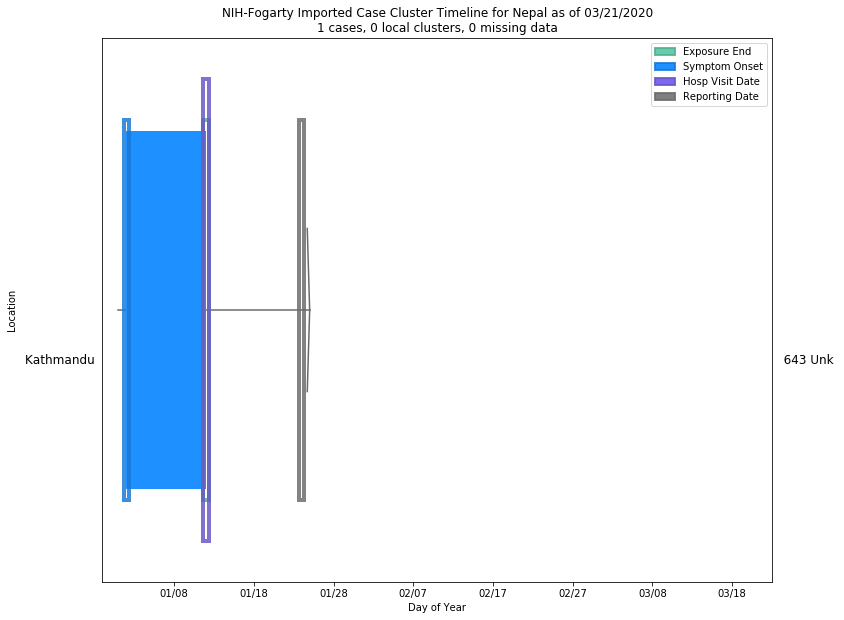 NIH-Fogarty Imported Case Cluster Timeline for Nepal as of 03/21/2020
1 cases, 0 local clusters, 0 missing data
Exposure End
Symptom Onset
Hosp Visit Date
Reporting Date
Location
Kathmandu
643 Unk
01/08
01/18
01/28
02/07
02/17
02/27
03/08
03/18
Day of Year